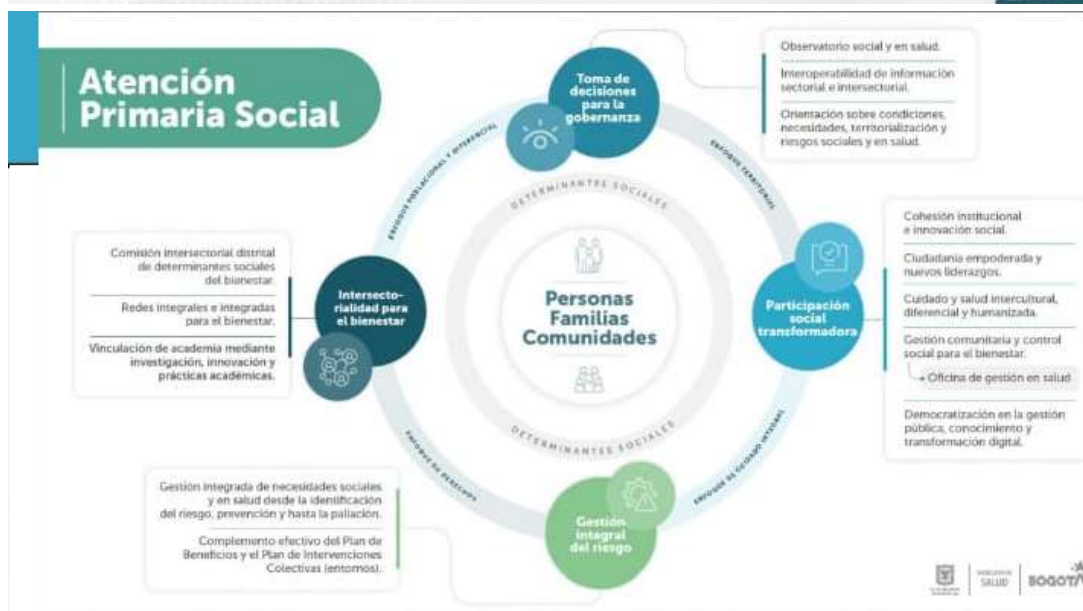 Atención
Primaria Social
Toma de
decisiones
para la
gobernanza
Observatorio social y en salud.
Interoperabilidad de información
sectorial e intersectorial.
Orientación sobre condiciones,
necesidades, territorialización y
riesgos sociales y en salud.
ENFOQUE POBLACIONAL Y DIFERENCIAL
ENFOQUE TERRITORIAL
DETERMINANTES SOCIALES
Comisión intersectorial distrital
de determinantes sociales
del bienestar.
Redes integrales e integradas
para el bienestar.
Vinculación de academia mediante
investigación, innovación y
prácticas académicas.
Intersecto-
rialidad para
el bienestar
Personas
Familias
Comunidades
Participación
social
transformadora
Cohesión institucional
e innovación social.
Ciudadanía empoderada y
nuevos liderazgos.
Cuidado y salud intercultural,
diferencial y humanizada.
Gestión comunitaria y control
social para el bienestar.
Oficina de gestión en salud
Democratización en la gestión
pública, conocimiento y
transformación digital.
DETERMINANTES SOCIALES
ENFOQUE DE DERECHOS
ENFOQUE DE CUIDADO INTEGRAL
Gestión integrada de necesidades sociales
y en salud desde la identificación
del riesgo, prevención y hasta la paliación.
Complemento efectivo del Plan de
Beneficios y el Plan de Intervenciones
Colectivas (entornos).
Gestión
integral
del riesgo
SALUD
BOGOTÁ